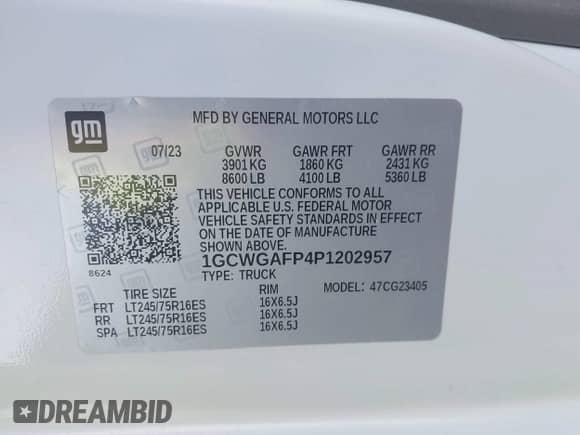 gm
MFD BY GENERAL MOTORS LLC
07/23 GVWR GAWR FRT GAWR RR
3901 KG 1860 KG 2431 KG
8600 LB 4100 LB 5360 LB
THIS VEHICLE CONFORMS TO ALL
APPLICABLE U.S. FEDERAL MOTOR
VEHICLE SAFETY STANDARDS IN EFFECT
ON THE DATE OF MANUFACTURE
SHOWN ABOVE.
8624
1GCWGAFP4P1202957
TYPE: TRUCK
TIRE SIZE RIM MODEL: 47CG23405
FRT LT245/75R16ES 16X6.5J
RR LT245/75R16ES 16X6.5J
SPA LT245/75R16ES 16X6.5J
DREAMBID